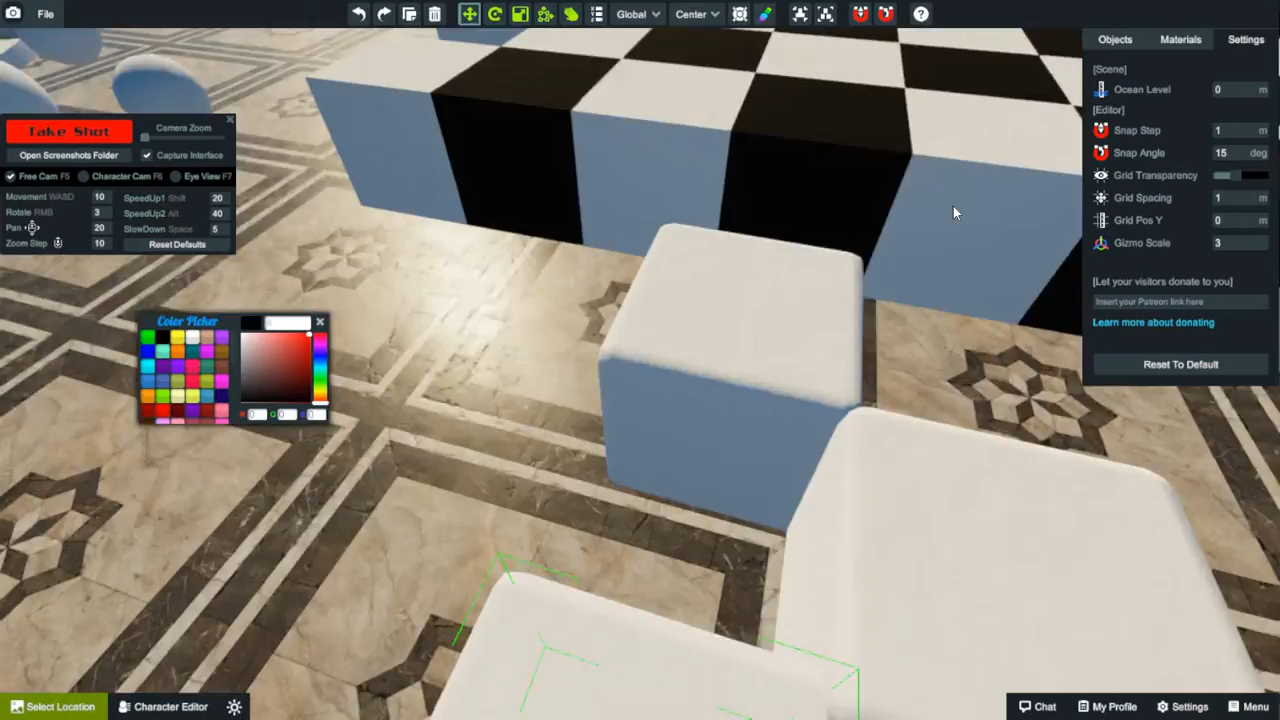 File
Global
Center
Objects
Materials
Settings
[Scene]
Ocean Level 0 m
[Editor]
Snap Step 1 m
Snap Angle 15 deg
Grid Transparency
Grid Spacing 1 m
Grid Pos Y 0 m
Gizmo Scale 3
[Let your visitors donate to you]
Insert your Patreon link here
Learn more about donating
Reset To Default
Take Shot
Camera Zoom
Open Screenshots Folder
Capture Interface
Free Cam F5
Character Cam F6
Eye View F7
Movement WASD 10
SpeedUp1 Shift 20
Rotate RMB 3
SpeedUp2 Alt 40
Pan 20
SlowDown Space 5
Zoom Step 10
Reset Defaults
Color Picker
0
0
0
Select Location
Character Editor
Chat
My Profile
Settings
Menu